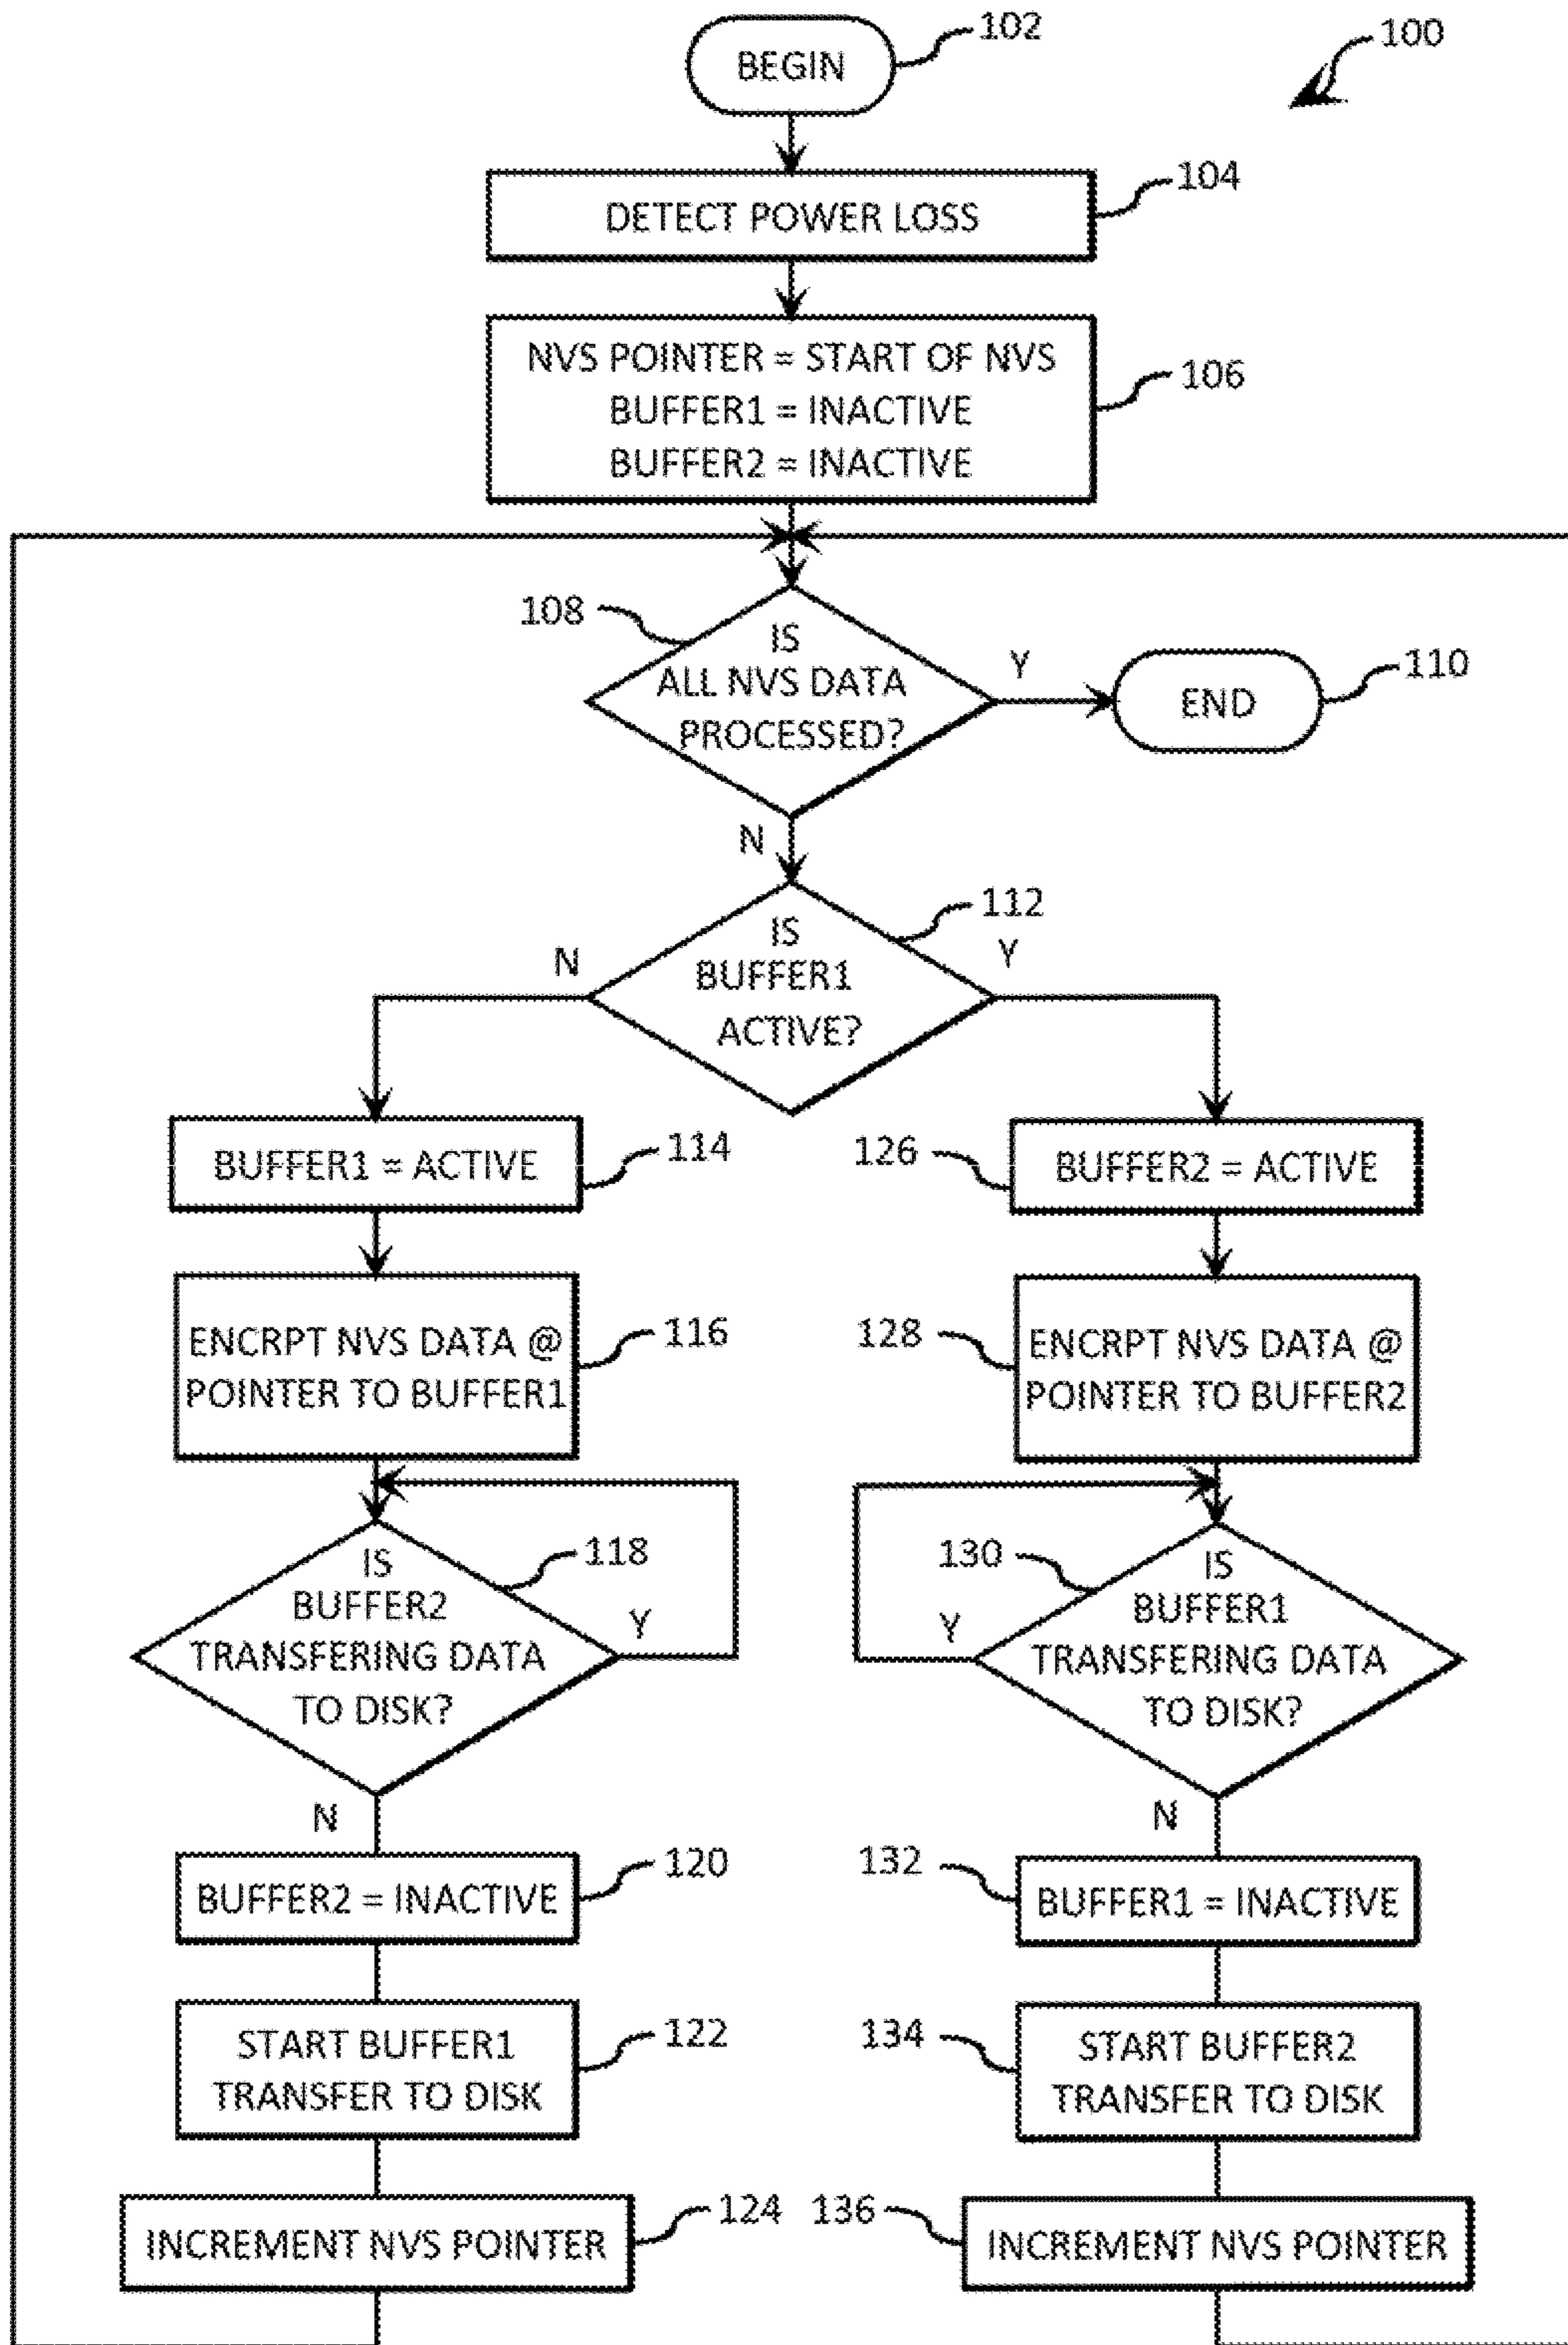 BEGIN
102
100
DETECT POWER LOSS
104
NVS POINTER = START OF NVS
BUFFER1 = INACTIVE
BUFFER2 = INACTIVE
106
108
IS
ALL NVS DATA
PROCESSED?
Y
END
110
N
IS
BUFFER1
ACTIVE?
112
N
Y
BUFFER1 = ACTIVE
114
ENCRPT NVS DATA @
POINTER TO BUFFER1
116
IS
BUFFER2
TRANSFERING DATA
TO DISK?
118
Y
N
BUFFER2 = INACTIVE
120
START BUFFER1
TRANSFER TO DISK
122
INCREMENT NVS POINTER
124
126
BUFFER2 = ACTIVE
128
ENCRPT NVS DATA @
POINTER TO BUFFER2
130
IS
BUFFER1
TRANSFERING DATA
TO DISK?
Y
N
132
BUFFER1 = INACTIVE
134
START BUFFER2
TRANSFER TO DISK
136
INCREMENT NVS POINTER